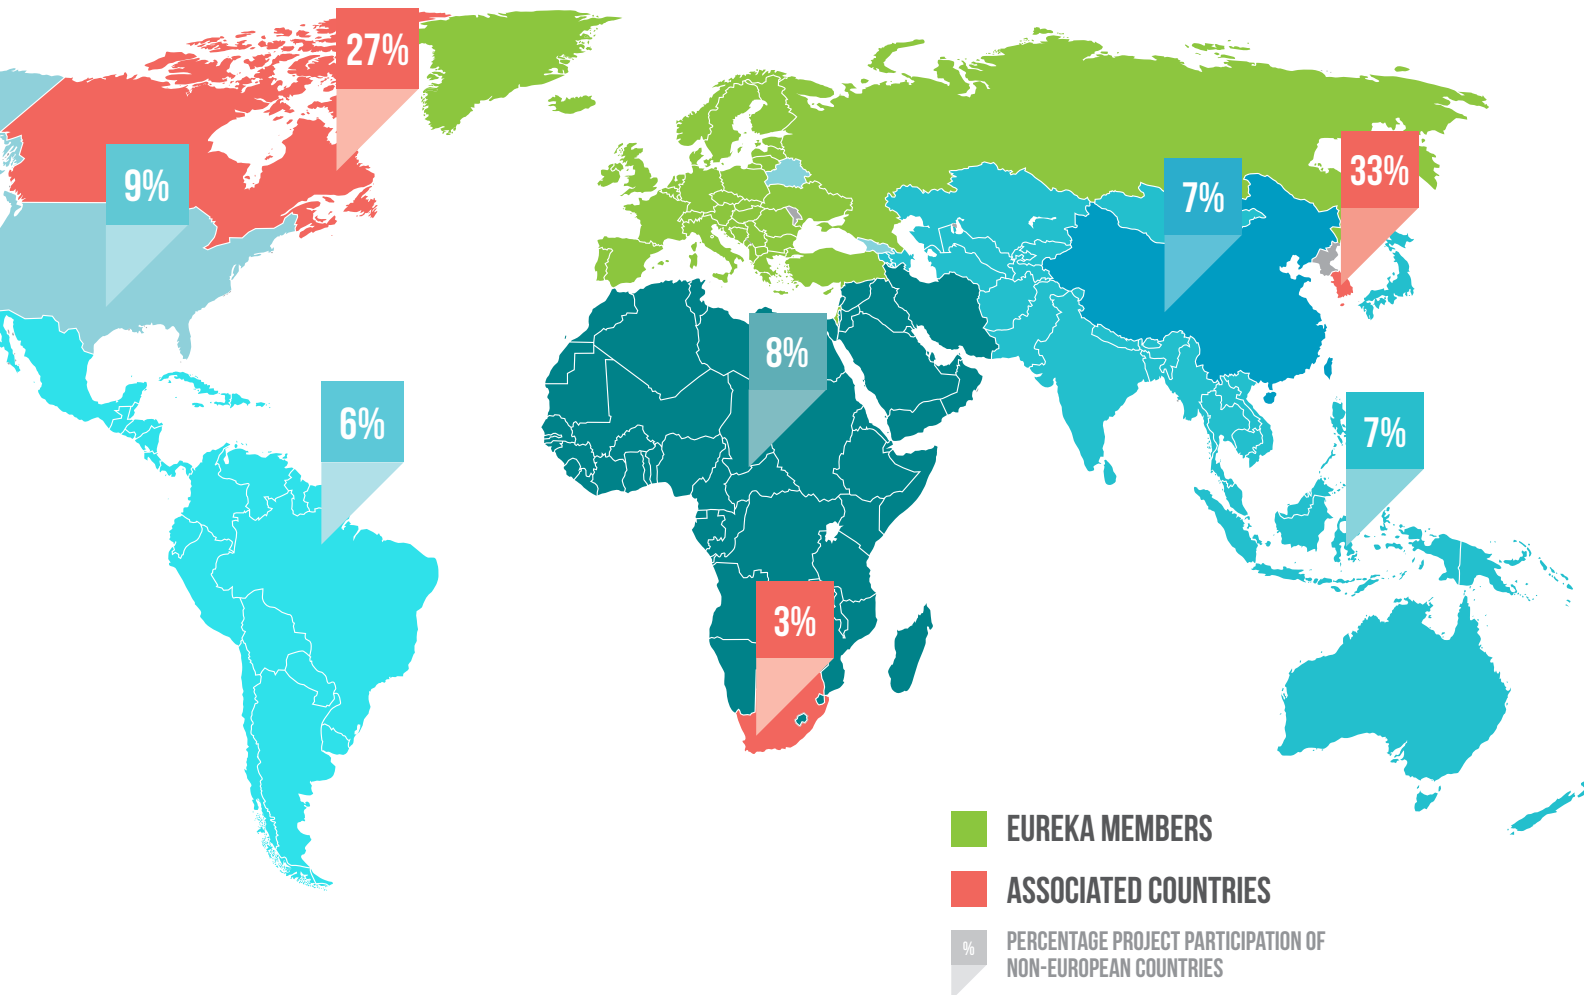 27%
33%
9%
7%
8%
6%
7%
3%
EUREKA MEMBERS
ASSOCIATED COUNTRIES
%
PERCENTAGE PROJECT PARTICIPATION OF
NON-EUROPEAN COUNTRIES